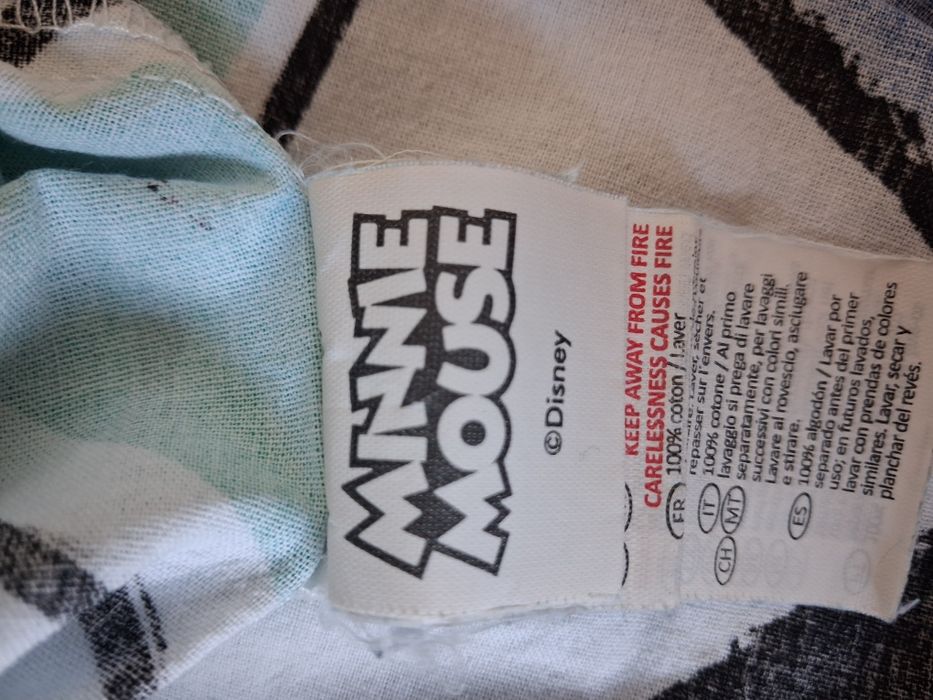 MINNIE
MOUSE
©Disney
KEEP AWAY FROM FIRE
CARELESSNESS CAUSES FIRE
FR 100% coton / Laver
repasser sur l'envers.
IT 100% cotone / Al primo
CH MT lavaggio si prega di lavare
separatamente, per lavaggi
successivi con colori simili.
Lavare al rovescio, asciugare
e stirare.
ES 100% algodón / Lavar por
separado antes del primer
uso; en futuros lavados,
lavar con prendas de colores
similares. Lavar, secar y
planchar del revés.